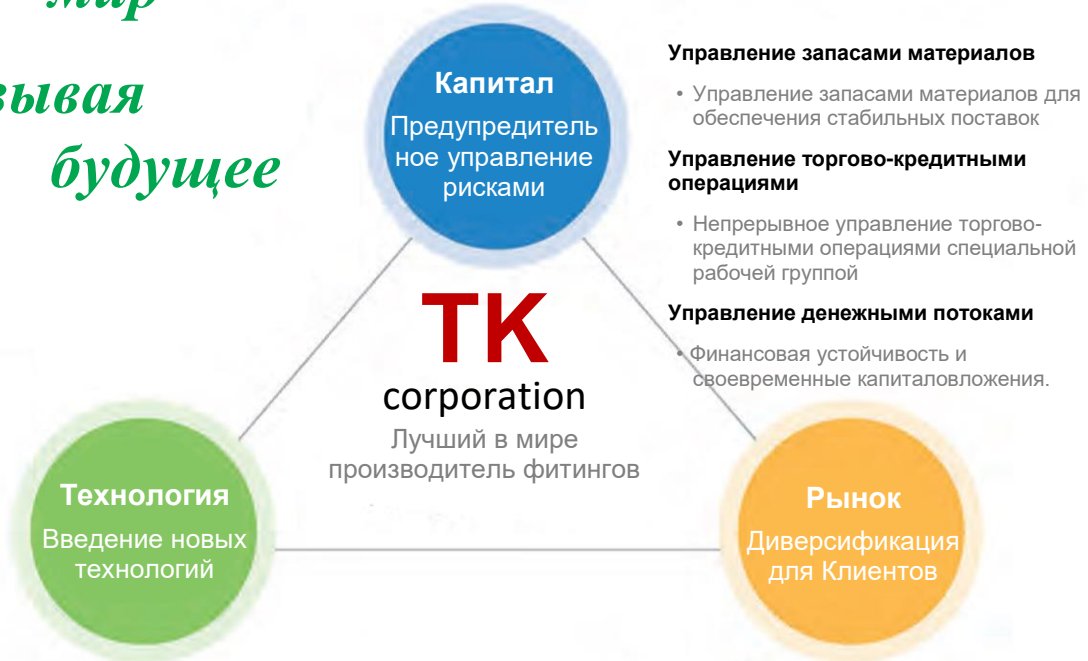 мир
будущее
Капитал
Предупредитель
ное управление
рисками
Управление запасами материалов
• Управление запасами материалов для
обеспечения стабильных поставок
Управление торгово-кредитными
операциями
• Непрерывное управление торгово-
кредитными операциями специальной
рабочей группой
Управление денежными потоками
• Финансовая устойчивость и
своевременные капиталовложения.
TK
corporation
Лучший в мире
производитель фитингов
Технология
Введение новых
технологий
Рынок
Диверсификация
для Клиентов